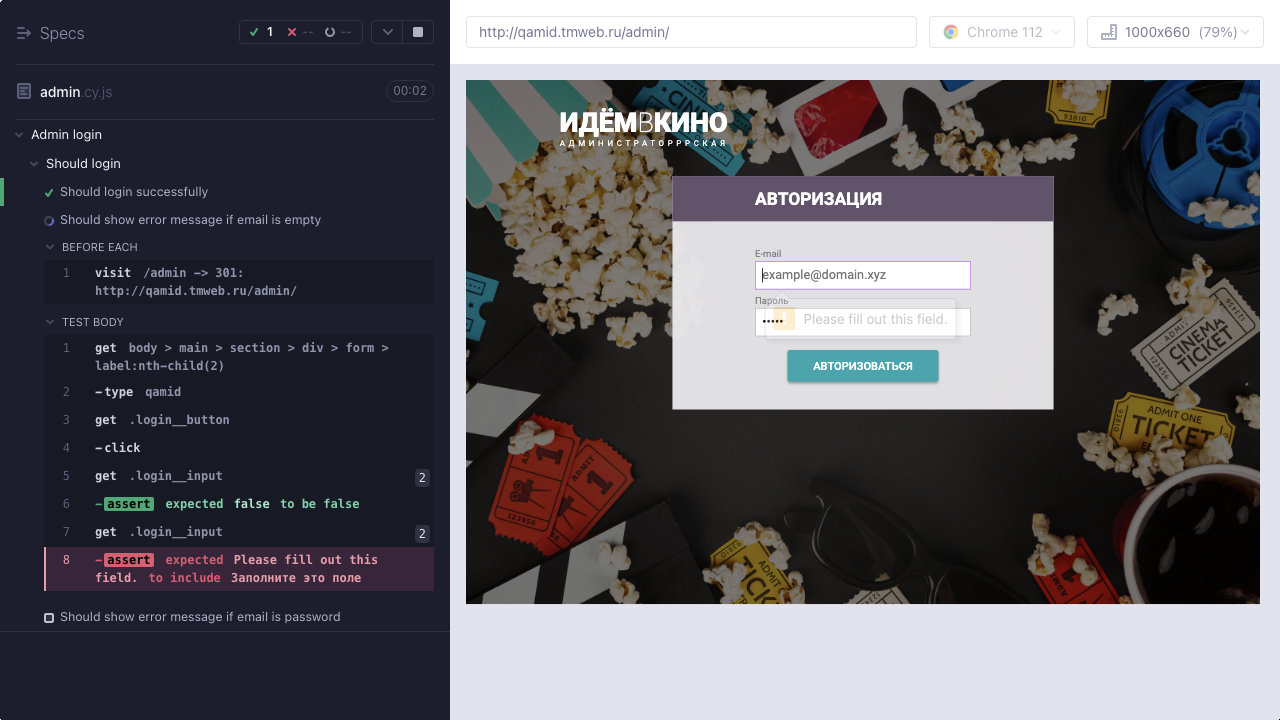 Specs
1 -- --
admin.cy.js 00:02
Admin login
Should login
Should login successfully
Should show error message if email is empty
BEFORE EACH
1 visit /admin -> 301:
http://qamid.tmweb.ru/admin/
TEST BODY
1 get body > main > section > div > form >
label:nth-child(2)
2 -type qamid
3 get .login__button
4 -click
5 get .login__input 2
6 -assert expected false to be false
7 get .login__input 2
8 -assert expected Please fill out this
field. to include Заполните это поле
Should show error message if email is password
http://qamid.tmweb.ru/admin/
Chrome 112
1000x660 (79%)
ИДЁМВКИНО
АДМИНИСТРАТОРРРСКАЯ
АВТОРИЗАЦИЯ
E-mail
example@domain.xyz
Пароль
•••••
Please fill out this field.
АВТОРИЗОВАТЬСЯ
CINEMA
93810
CINEMA
TICKET
ADMIT ONE
TICKET
123456